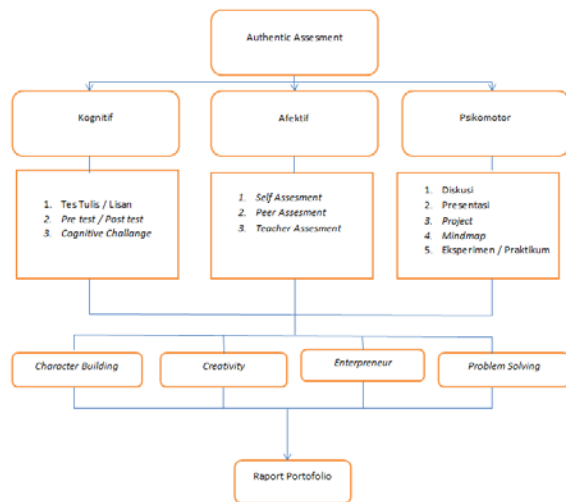 Authentic Assesment
Kognitif
Afektif
Psikomotor
1. Tes Tulis / Lisan
2. Pre test / Post test
3. Cognitive Challange
1. Self Assesment
2. Peer Assesment
3. Teacher Assesment
1. Diskusi
2. Presentasi
3. Project
4. Mindmap
5. Eksperimen / Praktikum
Character Building
Creativity
Enterpreneur
Problem Solving
Raport Portofolio